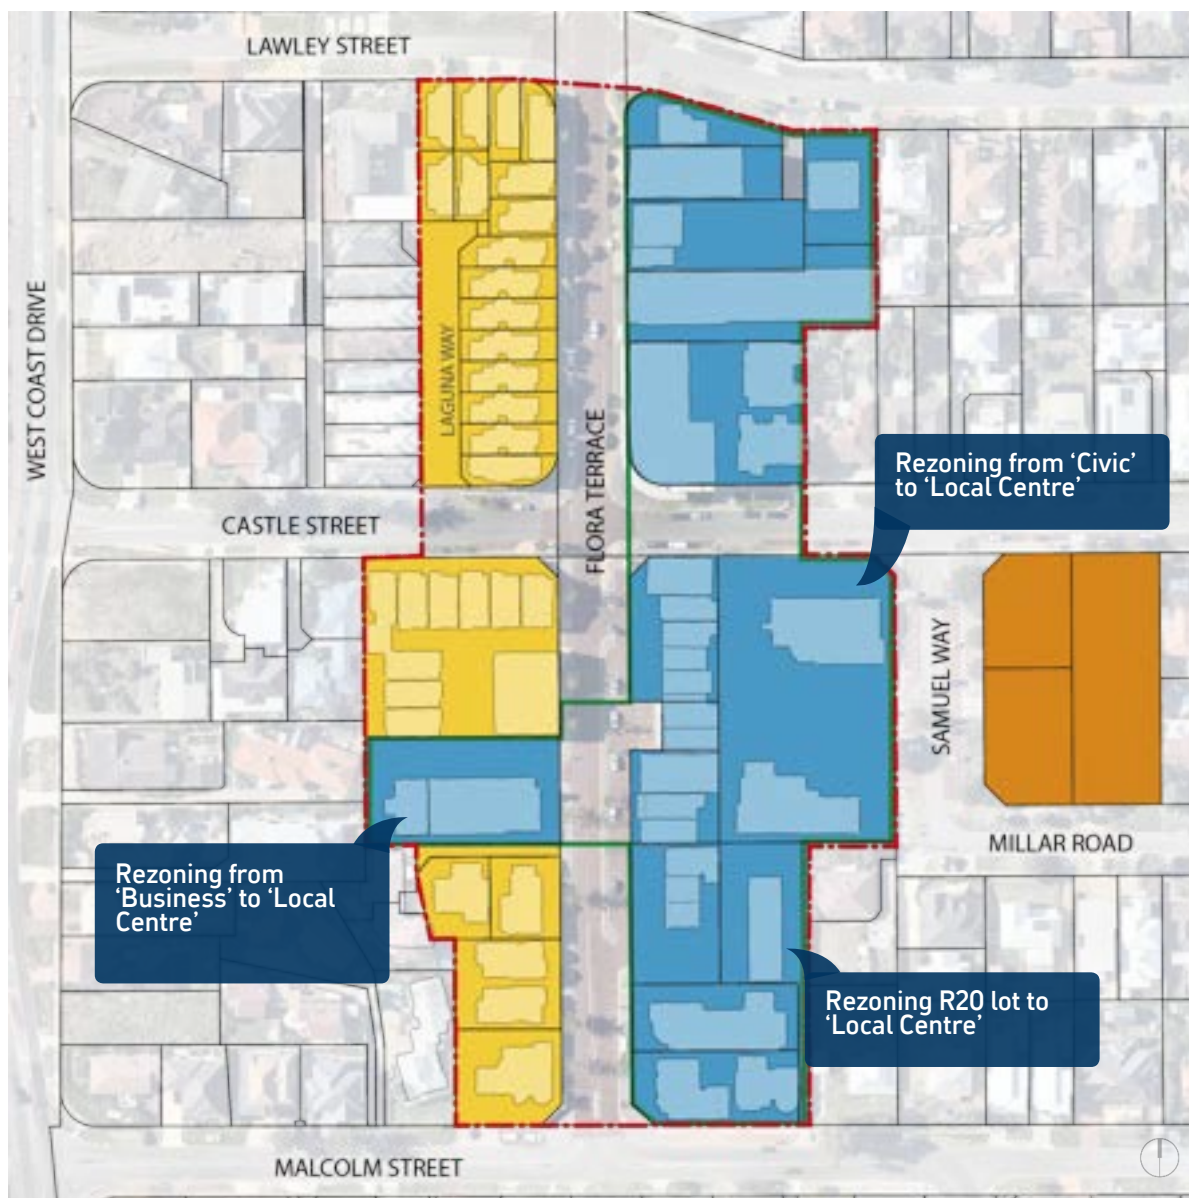 LAWLEY STREET
WEST COAST DRIVE
LAGUNA WAY
FLORA TERRACE
Rezoning from ‘Civic’
to ‘Local Centre’
CASTLE STREET
SAMUEL WAY
MILLAR ROAD
Rezoning from
‘Business’ to ‘Local
Centre’
Rezoning R20 lot to
‘Local Centre’
MALCOLM STREET